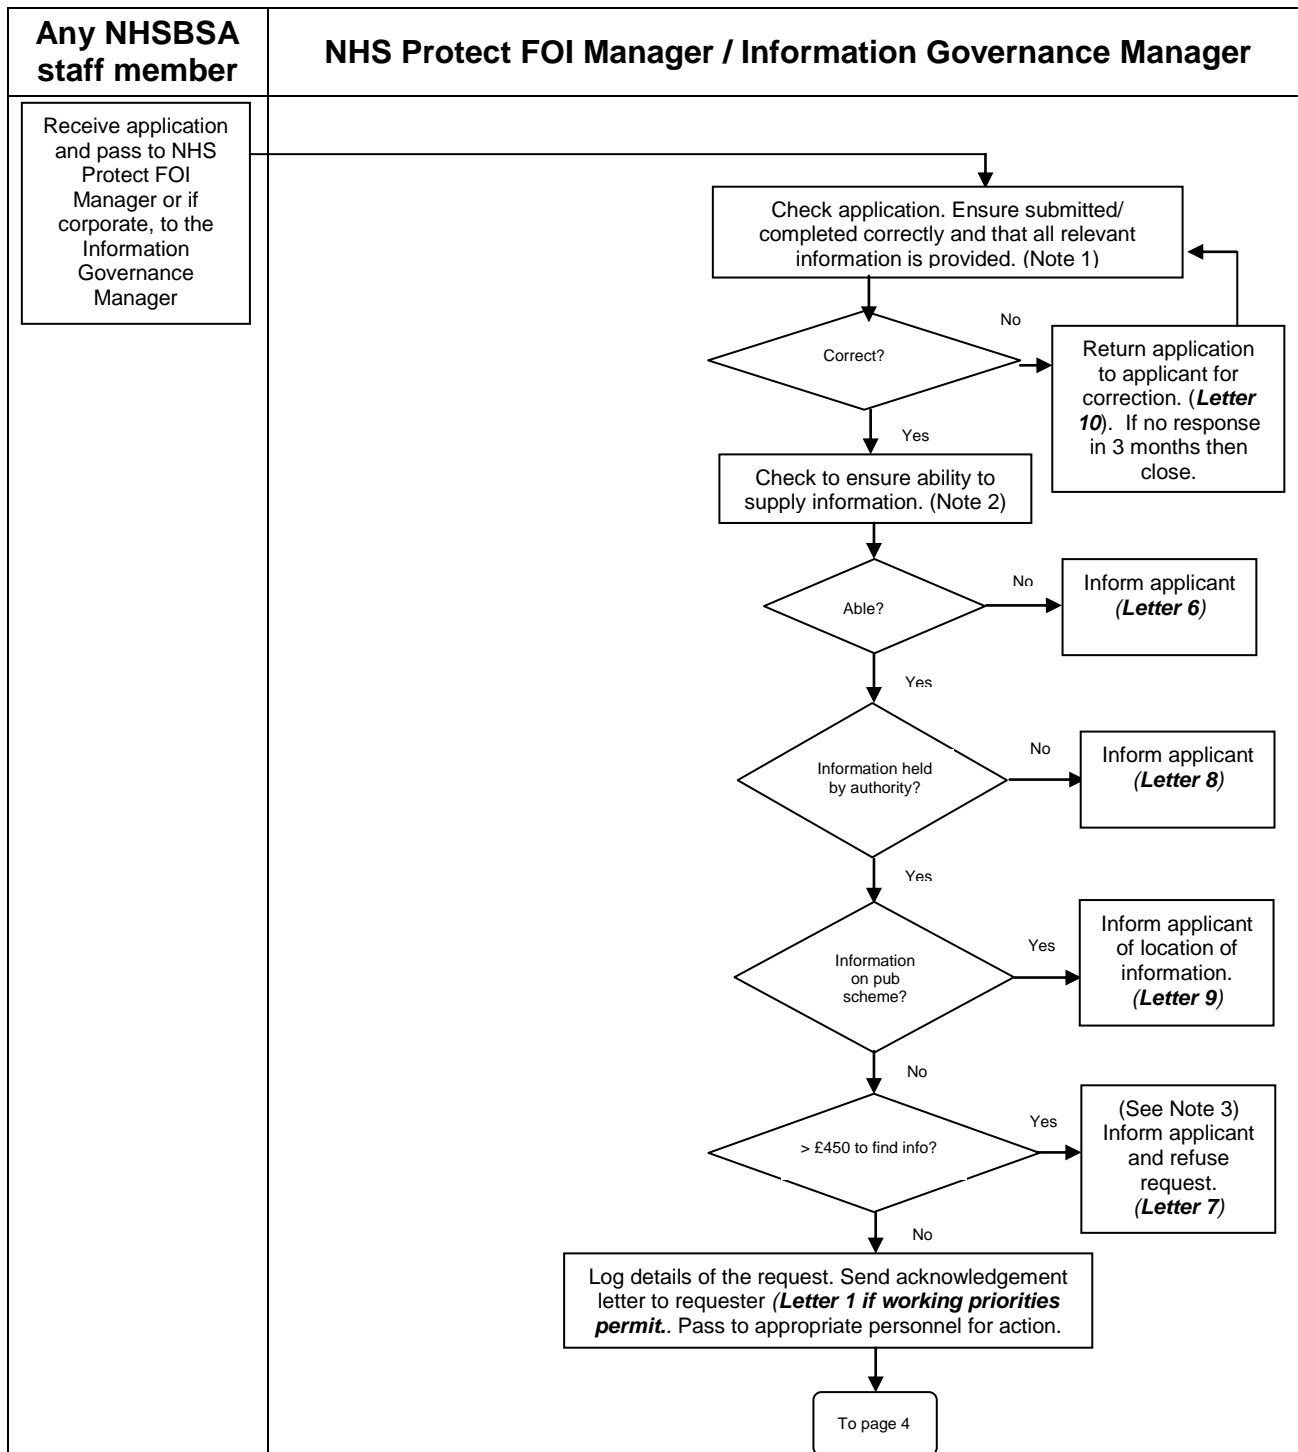 Any NHSBSA
staff member
NHS Protect FOI Manager / Information Governance Manager
Receive application
and pass to NHS
Protect FOI
Manager or if
corporate, to the
Information
Governance
Manager
Check application. Ensure submitted/
completed correctly and that all relevant
information is provided. (Note 1)
Correct?
No
Return application
to applicant for
correction. (Letter
10). If no response
in 3 months then
close.
Yes
Check to ensure ability to
supply information. (Note 2)
Able?
No
Inform applicant
(Letter 6)
Yes
Information held
by authority?
No
Inform applicant
(Letter 8)
Yes
Information
on pub
scheme?
Yes
Inform applicant
of location of
information.
(Letter 9)
No
> £450 to find info?
Yes
(See Note 3)
Inform applicant
and refuse
request.
(Letter 7)
No
Log details of the request. Send acknowledgement
letter to requester (Letter 1 if working priorities
permit.. Pass to appropriate personnel for action.
To page 4